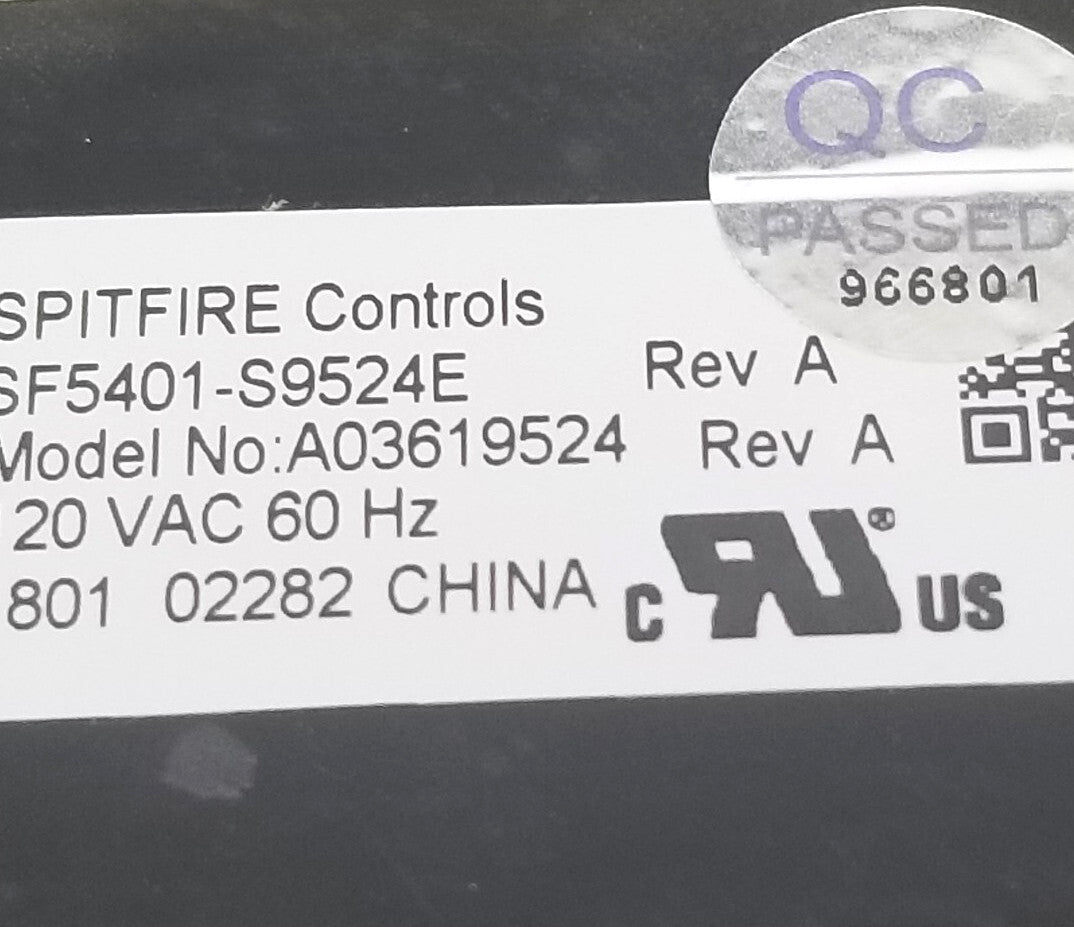 QC
PASSED
966801
SPITFIRE Controls
SF5401-S9524E Rev A
Model No:A03619524 Rev A
20 VAC 60 Hz
801 02282 CHINA
C RU® US